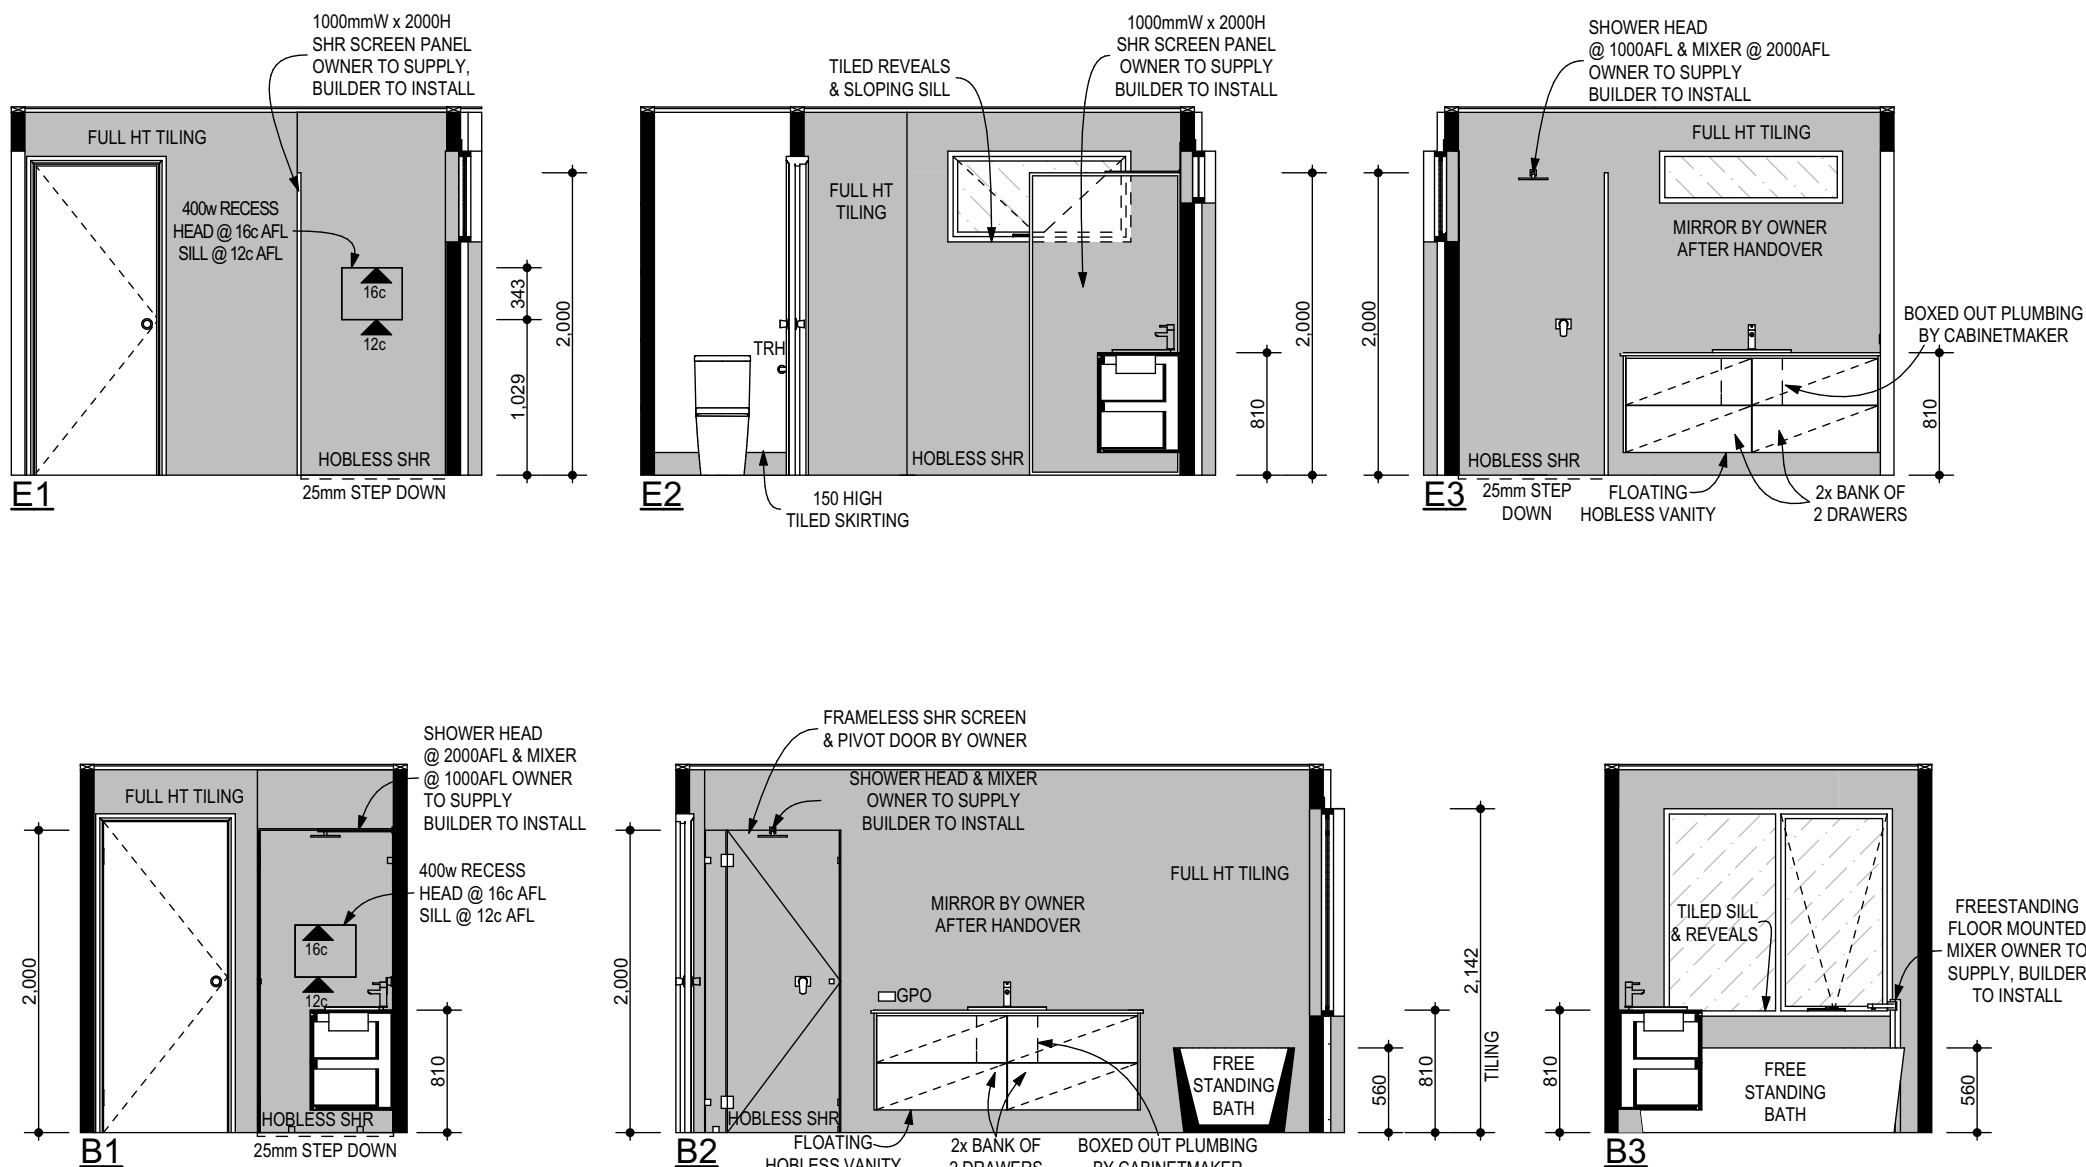 1000mmW x 2000H
SHR SCREEN PANEL
OWNER TO SUPPLY,
BUILDER TO INSTALL
FULL HT TILING
400w RECESS
HEAD @ 16c AFL
SILL @ 12c AFL
16c
12c
343
1,029
2,000
HOBLESS SHR
25mm STEP DOWN
E1
TILED REVEALS
& SLOPING SILL
1000mmW x 2000H
SHR SCREEN PANEL
OWNER TO SUPPLY
BUILDER TO INSTALL
FULL HT
TILING
TRH
HOBLESS SHR
150 HIGH
TILED SKIRTING
810
2,000
E2
SHOWER HEAD
@ 1000AFL & MIXER @ 2000AFL
OWNER TO SUPPLY
BUILDER TO INSTALL
FULL HT TILING
MIRROR BY OWNER
AFTER HANDOVER
BOXED OUT PLUMBING
BY CABINETMAKER
2,000
810
HOBLESS SHR
25mm STEP
DOWN
FLOATING
HOBLESS VANITY
2x BANK OF
2 DRAWERS
E3
SHOWER HEAD
@ 2000AFL & MIXER
@ 1000AFL OWNER
TO SUPPLY
BUILDER TO INSTALL
FULL HT TILING
400w RECESS
HEAD @ 16c AFL
SILL @ 12c AFL
16c
12c
2,000
810
HOBLESS SHR
25mm STEP DOWN
B1
FRAMELESS SHR SCREEN
& PIVOT DOOR BY OWNER
SHOWER HEAD & MIXER
OWNER TO SUPPLY
BUILDER TO INSTALL
FULL HT TILING
MIRROR BY OWNER
AFTER HANDOVER
GPO
2,000
FREE
STANDING
BATH
560
810
2,142
TILING
HOBLESS SHR
FLOATING
HOBLESS VANITY
2x BANK OF
2 DRAWERS
BOXED OUT PLUMBING
BY CABINETMAKER
B2
TILED SILL
& REVEALS
FREESTANDING
FLOOR MOUNTED
MIXER OWNER TO
SUPPLY, BUILDER
TO INSTALL
FREE
STANDING
BATH
810
560
B3